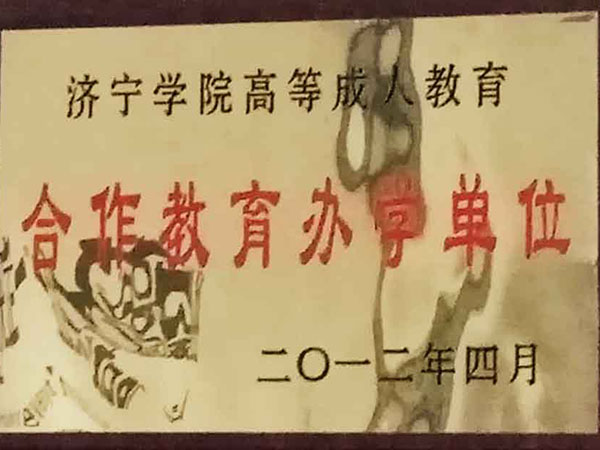 济宁学院高等成人教育
合作教育办学单位
二〇一二年四月